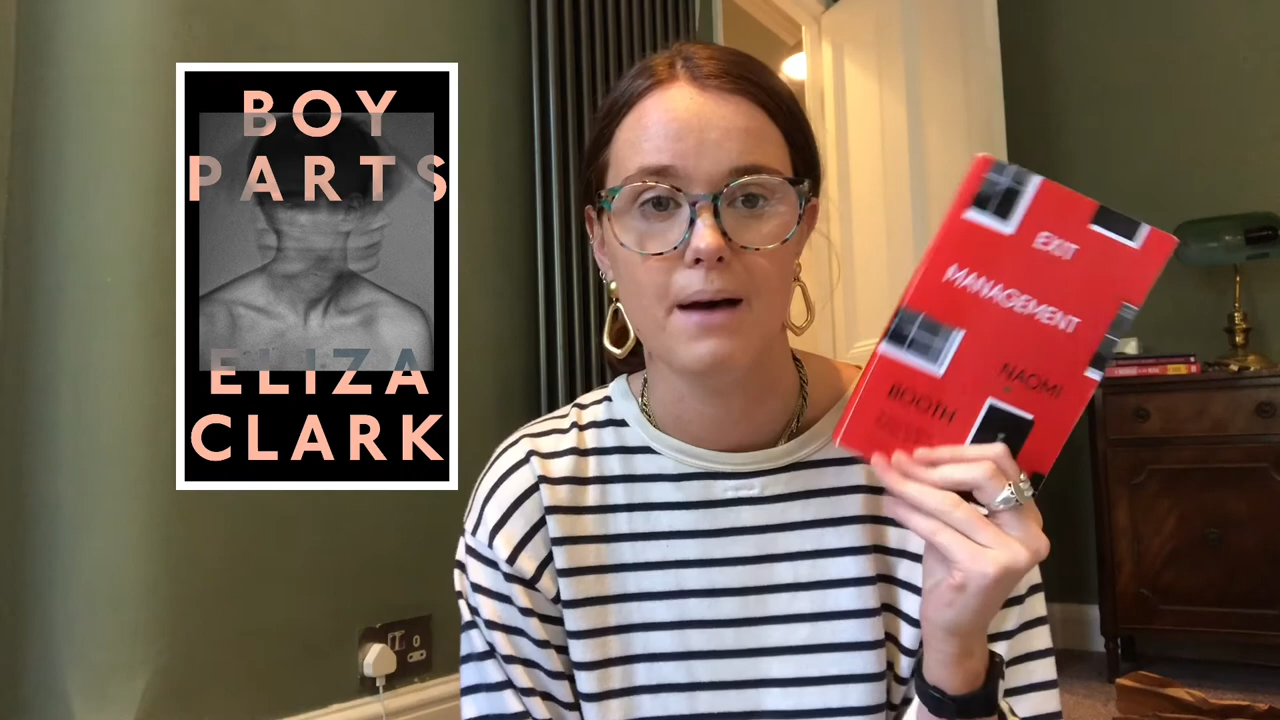 BOY
PARTS
ELIZA
CLARK
EXIT
MANAGEMENT
NAOMI
BOOTH